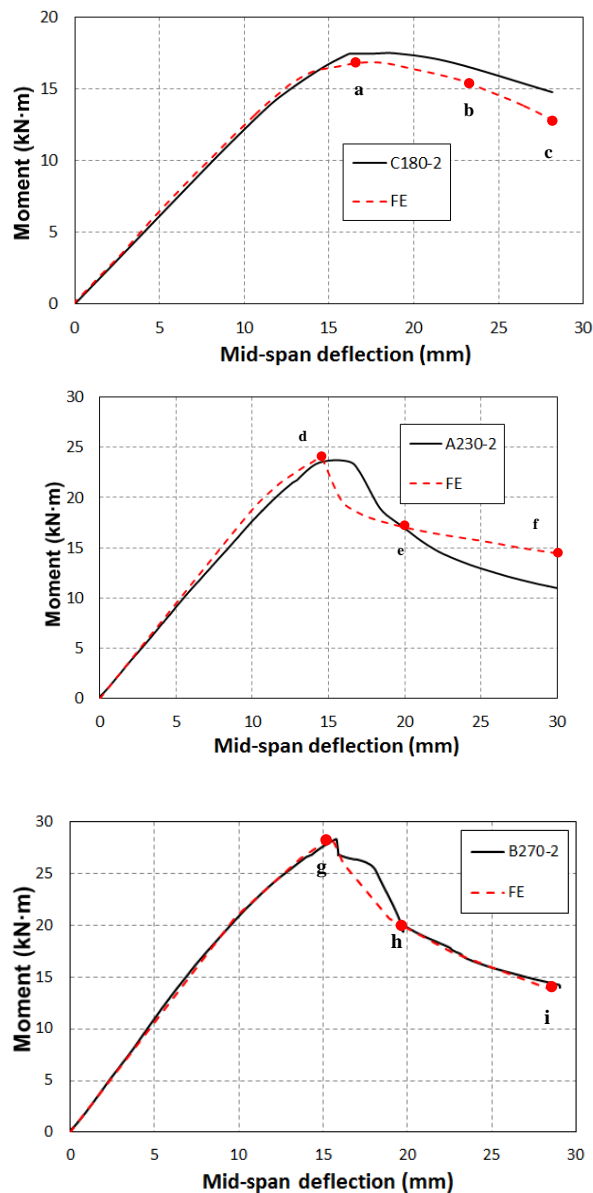 20
15
10
5
0
Moment (kN·m)
a
b
c
C180-2
FE
0 5 10 15 20 25 30
Mid-span deflection (mm)
30
25
20
15
10
5
0
Moment (kN·m)
d
e
f
A230-2
FE
0 5 10 15 20 25 30
Mid-span deflection (mm)
30
25
20
15
10
5
0
Moment (kN·m)
g
h
i
B270-2
FE
0 5 10 15 20 25 30
Mid-span deflection (mm)